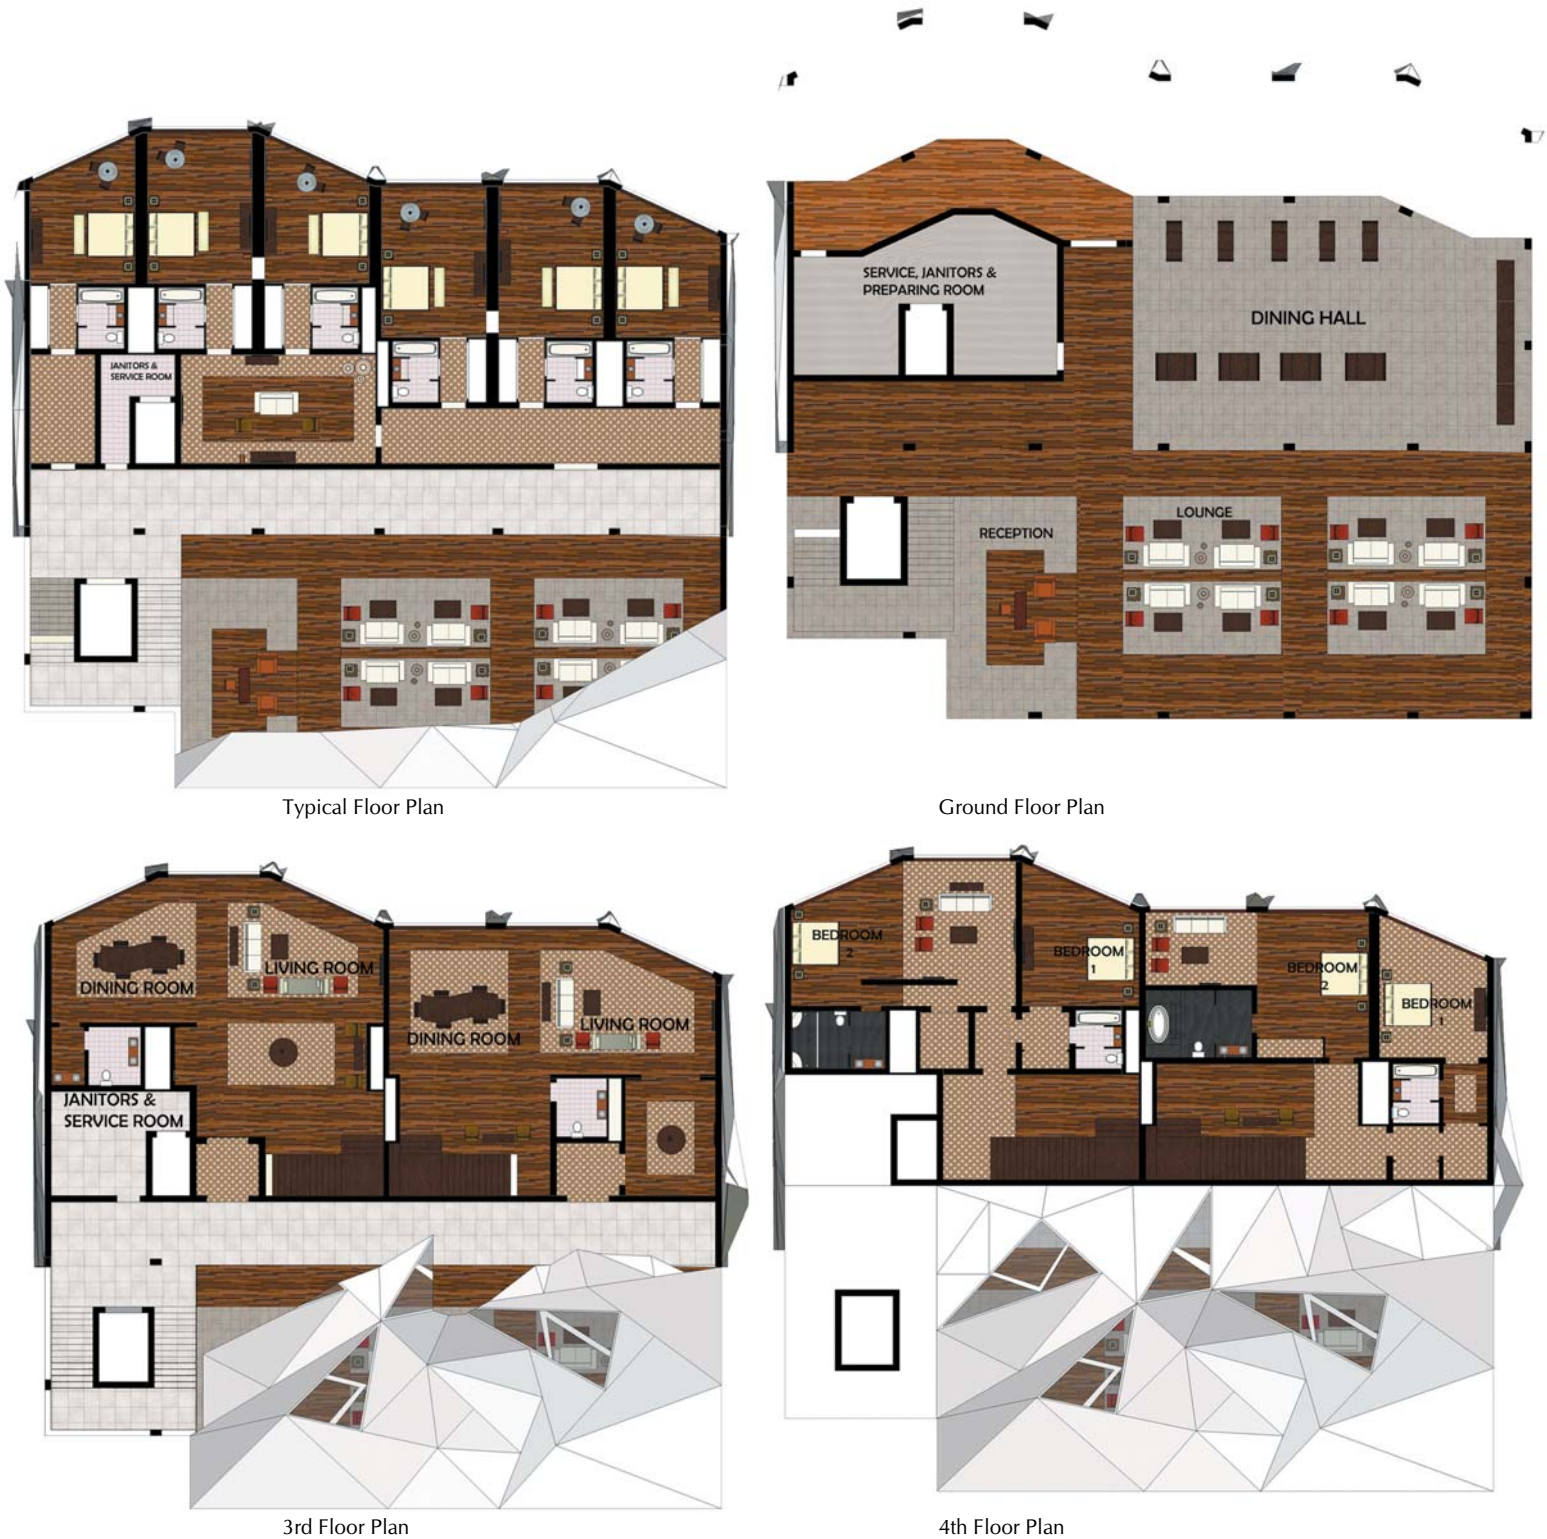 JANITORS &
SERVICE ROOM
Typical Floor Plan
SERVICE, JANITORS &
PREPARING ROOM
DINING HALL
RECEPTION
LOUNGE
Ground Floor Plan
DINING ROOM
LIVING ROOM
DINING ROOM
LIVING ROOM
JANITORS &
SERVICE ROOM
3rd Floor Plan
BEDROOM
2
BEDROOM
1
BEDROOM
2
BEDROOM
1
4th Floor Plan